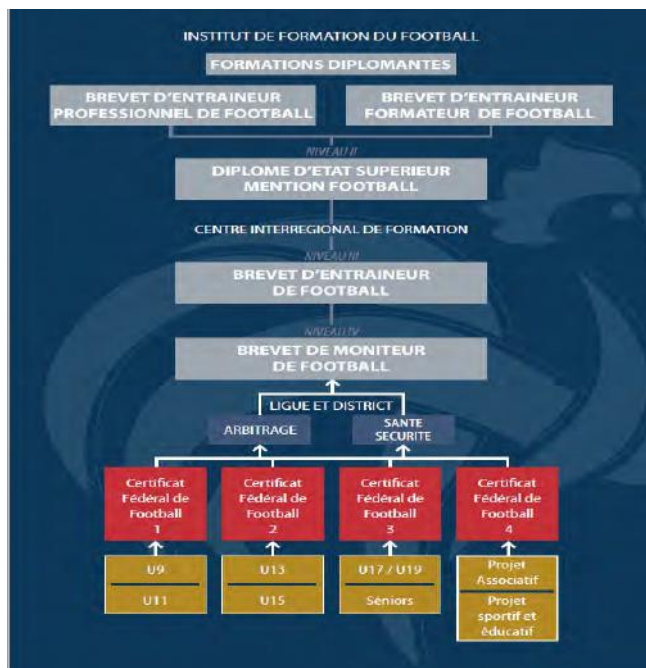 INSTITUT DE FORMATION DU FOOTBALL
FORMATIONS DIPLOMANTES
BREVET D'ENTRAINEUR
PROFESSIONNEL DE FOOTBALL
BREVET D'ENTRAINEUR
FORMATEUR DE FOOTBALL
NIVEAU II
DIPLOME D'ETAT SUPERIEUR
MENTION FOOTBALL
CENTRE INTERREGIONAL DE FORMATION
NIVEAU III
BREVET D'ENTRAINEUR
DE FOOTBALL
NIVEAU IV
BREVET DE MONITEUR
DE FOOTBALL
LIGUE ET DISTRICT
ARBITRAGE
SANTE
SECURITE
Certificat
Fédéral de
Football
1
Certificat
Fédéral de
Football
2
Certificat
Fédéral de
Football
3
Certificat
Fédéral de
Football
4
U9
U11
U13
U15
U17 / U19
Séniors
Projet
Associatif
Projet
sportif et
éducatif